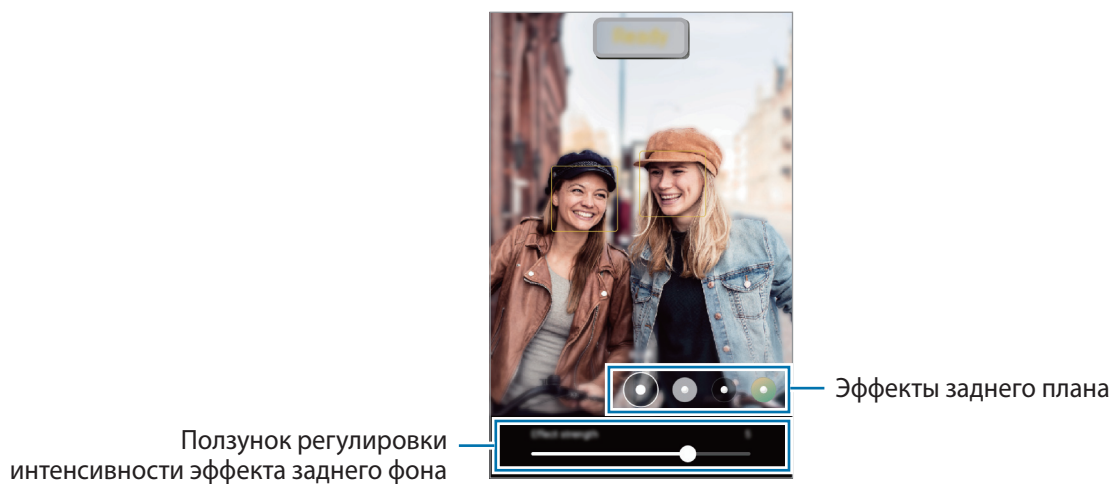 Эффекты заднего плана
Ползунок регулировки
интенсивности эффекта заднего фона